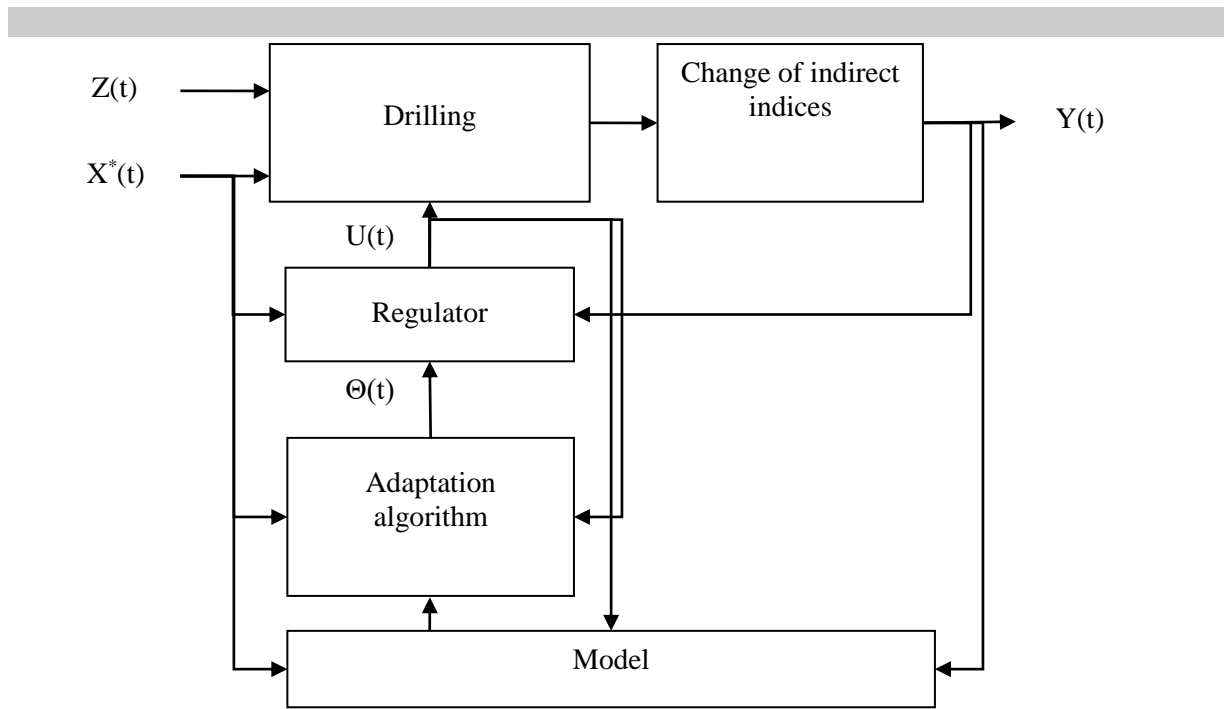 Z(t)
Drilling
Change of indirect
indices
Y(t)
X*(t)
U(t)
Regulator
Θ(t)
Adaptation
algorithm
Model